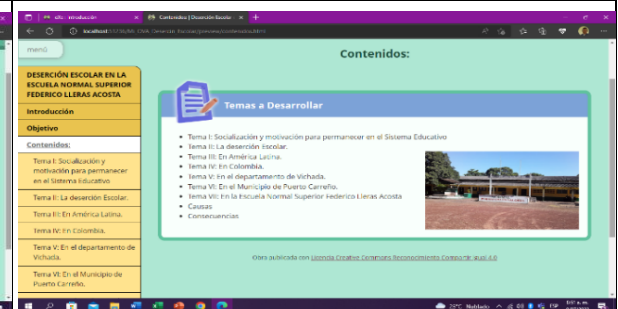 Introducción
Contenidos | Deserción Escola
localhost
menú
Contenidos:
DESERCIÓN ESCOLAR EN LA
ESCUELA NORMAL SUPERIOR
FEDERICO LLERAS ACOSTA
Introducción
Objetivo
Contenidos:
Tema I: Socialización y
motivación para permanecer
en el Sistema Educativo
Tema II: La deserción Escolar.
Tema III: En América Latina.
Tema IV: En Colombia.
Tema V: En el departamento de
Vichada.
Tema VI: En el Municipio de
Puerto Carreño.
Temas a Desarrollar
Tema I: Socialización y motivación para permanecer en el Sistema Educativo
Tema II: La deserción Escolar.
Tema III: En América Latina.
Tema IV: En Colombia.
Tema V: En el departamento de Vichada.
Tema VI: En el Municipio de Puerto Carreño.
Tema VII: En la Escuela Normal Superior Federico Lleras Acosta
Causas
Consecuencias
Obra publicada con Licencia Creative Commons Reconocimiento Compartir igual 4.0
Nublado
ESP